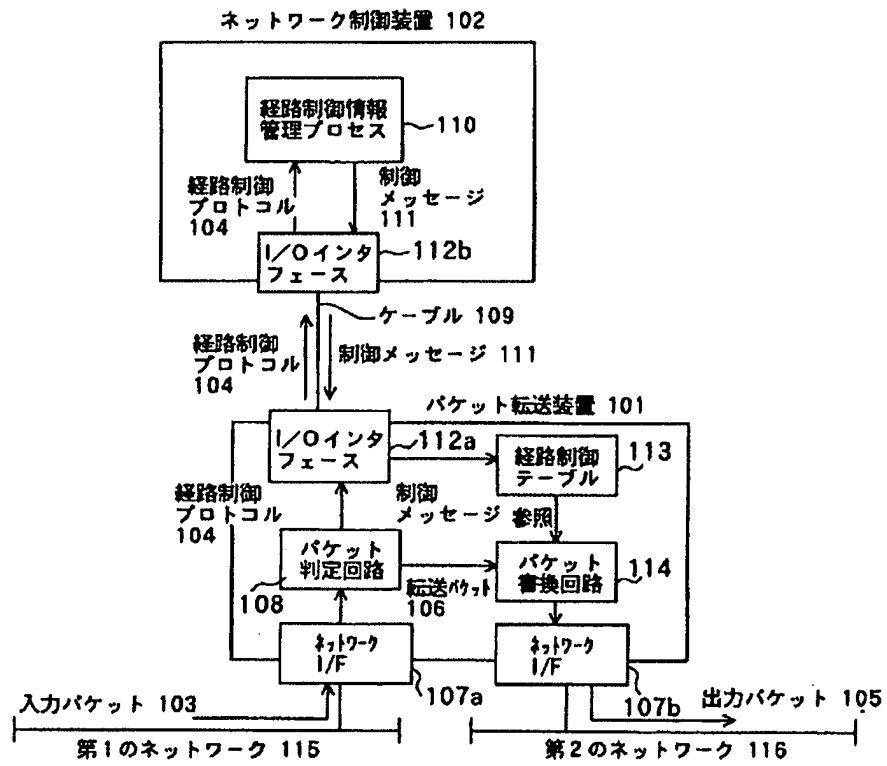 ネットワーク制御装置 102
経路制御情報
管理プロセス
110
経路制御
プロトコル
104
制御
メッセージ
111
I/Oインタ
フェース
112b
ケーブル 109
経路制御
プロトコル
104
制御メッセージ 111
パケット転送装置 101
I/Oインタ
フェース
112a
経路制御
テーブル
113
経路制御
プロトコル
104
制御
メッセージ
参照
パケット
判定回路
108
転送パケット
106
パケット
書換回路
114
ネットワーク
I/F
107a
ネットワーク
I/F
107b
入力パケット 103
出力パケット 105
第1のネットワーク 115
第2のネットワーク 116